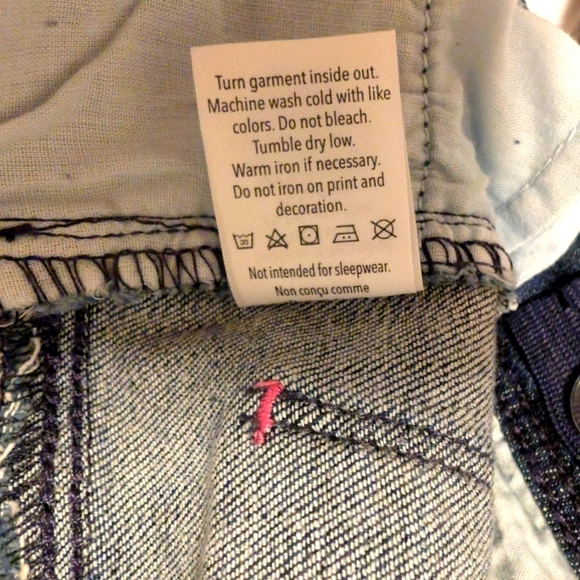 Turn garment inside out.
Machine wash cold with like
colors. Do not bleach.
Tumble dry low.
Warm iron if necessary.
Do not iron on print and
decoration.
30
Not intended for sleepwear.
Non conçu comme